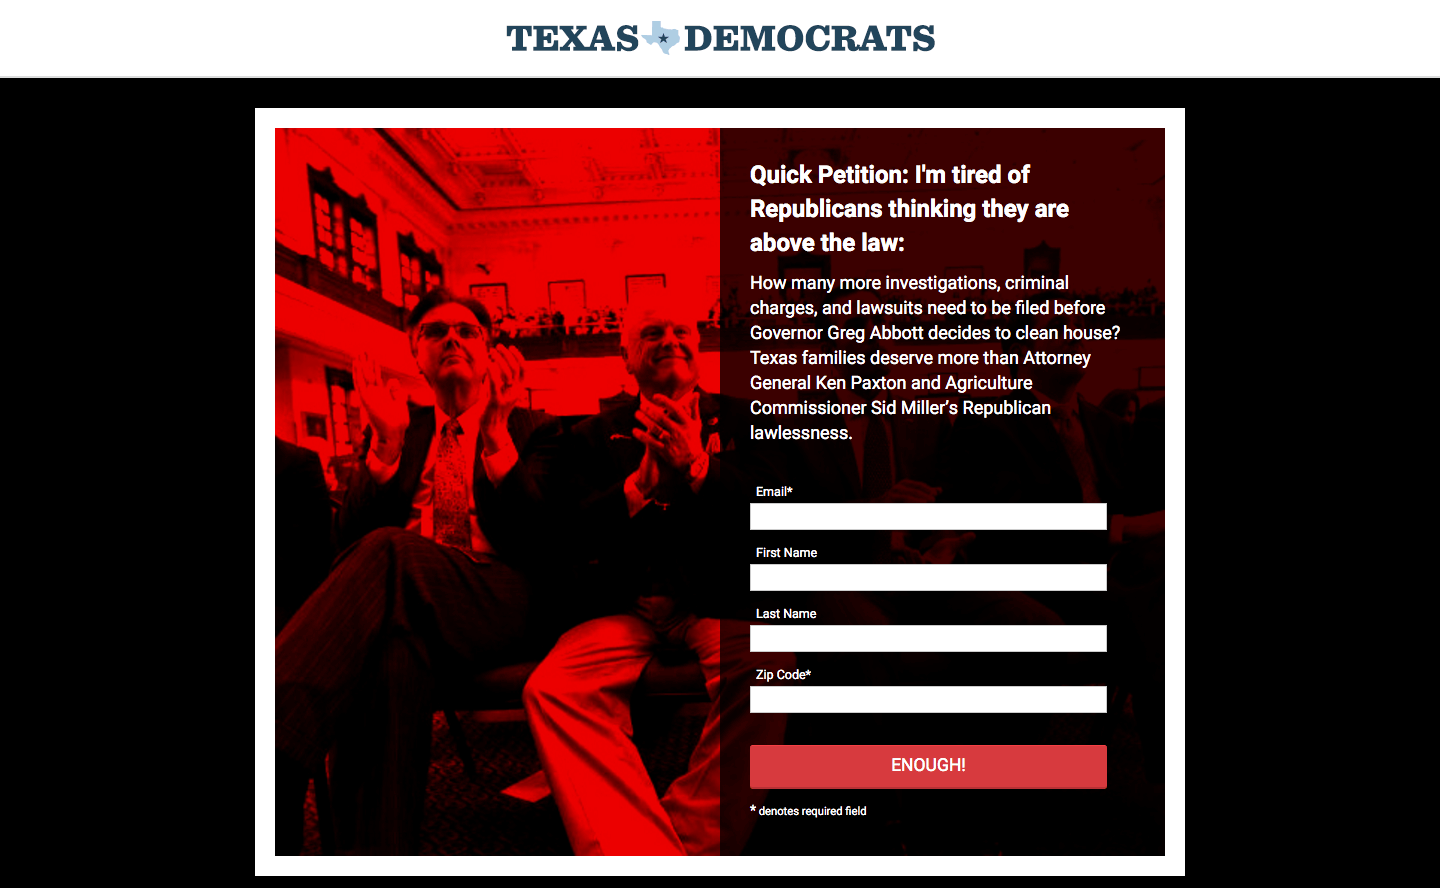 TEXAS DEMOCRATS
Quick Petition: I'm tired of
Republicans thinking they are
above the law:
How many more investigations, criminal
charges, and lawsuits need to be filed before
Governor Greg Abbott decides to clean house?
Texas families deserve more than Attorney
General Ken Paxton and Agriculture
Commissioner Sid Miller’s Republican
lawlessness.
Email*
First Name
Last Name
Zip Code*
ENOUGH!
* denotes required field